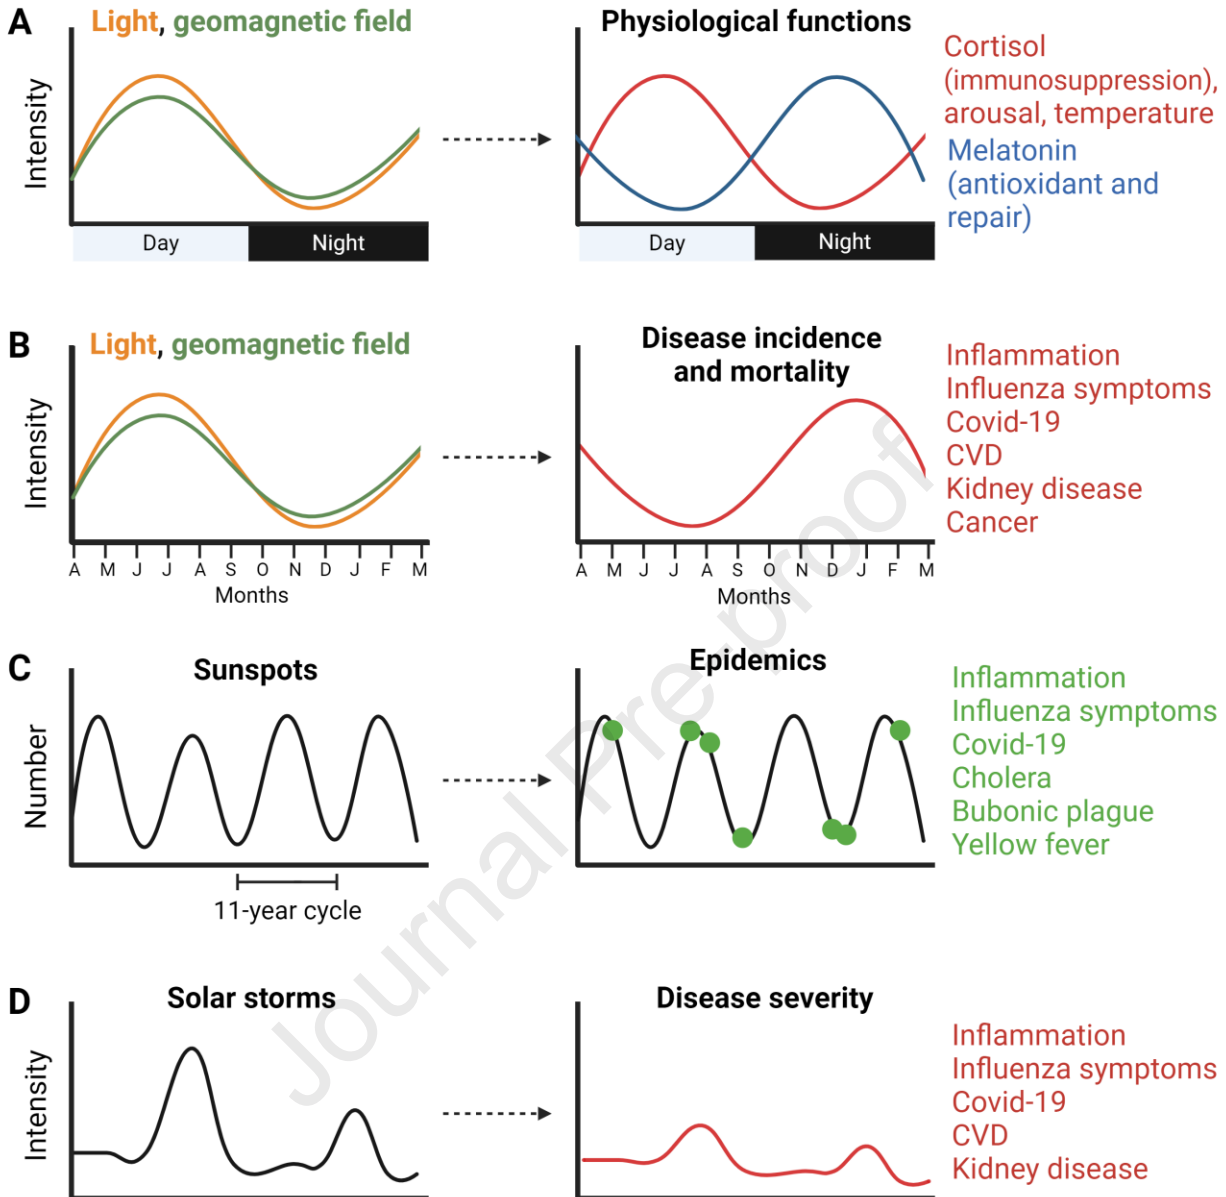 A
Light, geomagnetic field
Physiological functions
Intensity
Day
Night
Day
Night
Cortisol
(immunosuppression),
arousal, temperature
Melatonin
(antioxidant and
repair)
B
Light, geomagnetic field
Disease incidence
and mortality
Intensity
A M J J A S O N D J F M
Months
A M J J A S O N D J F M
Months
Inflammation
Influenza symptoms
Covid-19
CVD
Kidney disease
Cancer
C
Sunspots
Epidemics
Number
11-year cycle
Inflammation
Influenza symptoms
Covid-19
Cholera
Bubonic plague
Yellow fever
D
Solar storms
Disease severity
Intensity
Inflammation
Influenza symptoms
Covid-19
CVD
Kidney disease
Journal Pre-proof